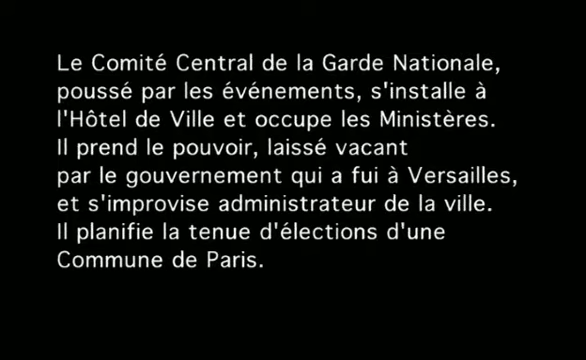 Le Comité Central de la Garde Nationale,
poussé par les événements, s'installe à
l'Hôtel de Ville et occupe les Ministères.
Il prend le pouvoir, laissé vacant
par le gouvernement qui a fui à Versailles,
et s'improvise administrateur de la ville.
Il planifie la tenue d'élections d'une
Commune de Paris.